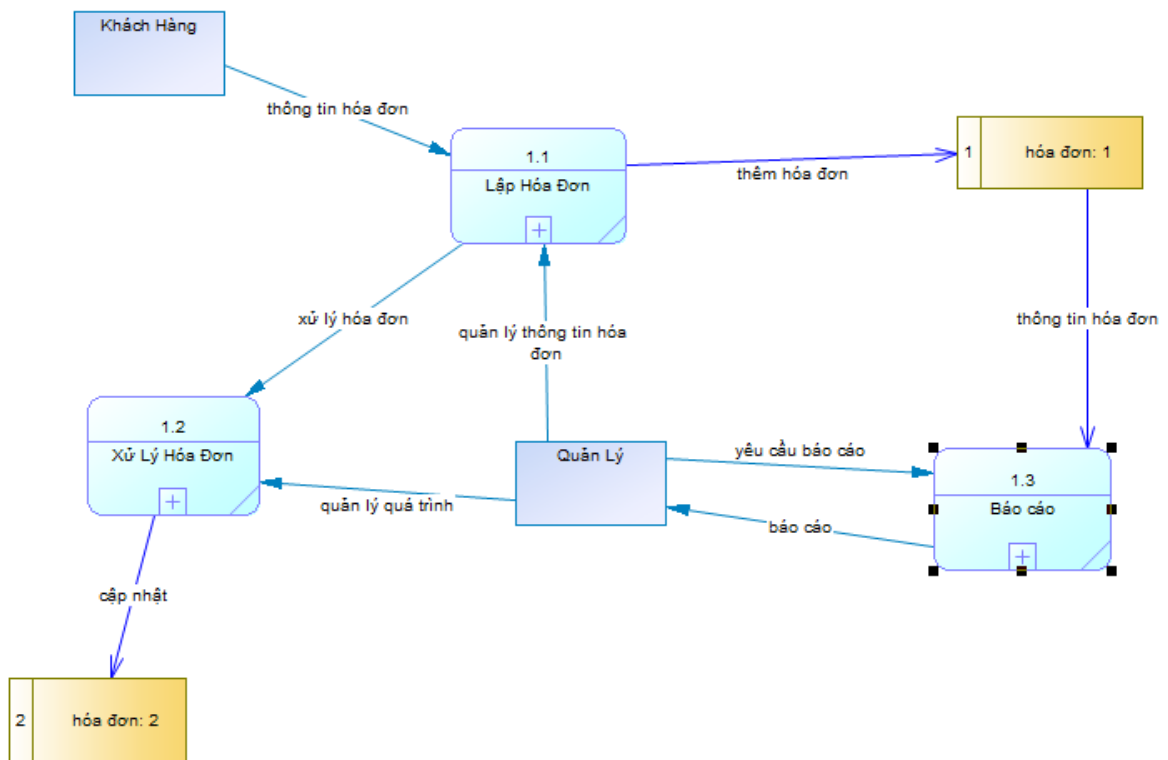 Khách Hàng
thông tin hóa đơn
1.1
Lập Hóa Đơn
thêm hóa đơn
1
hóa đơn: 1
xử lý hóa đơn
quản lý thông tin hóa
đơn
thông tin hóa đơn
1.2
Xử Lý Hóa Đơn
Quản Lý
yêu cầu báo cáo
1.3
Báo cáo
quản lý quá trình
báo cáo
cập nhật
2
hóa đơn: 2